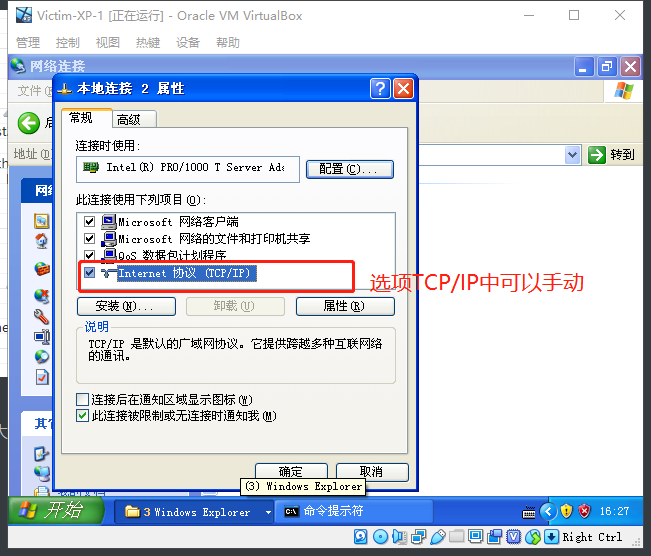 Victim-XP-1 [正在运行] - Oracle VM VirtualBox
管理 控制 视图 热键 设备 帮助
网络连接
文件
本地连接 2 属性
常规 高级
地址 转到
连接时使用:
Intel(R) PRO/1000 T Server Ada
配置(C)...
此连接使用下列项目(O):
网络
Microsoft 网络客户端
Microsoft 网络的文件和打印机共享
QoS 数据包计划程序
Internet 协议 (TCP/IP)
选项TCP/IP中可以手动
安装(N)... 卸载(U) 属性(R)
说明
TCP/IP 是默认的广域网协议。它提供跨越多种互联网络
的通讯。
连接后在通知区域显示图标(W)
此连接被限制或无连接时通知我(M)
其
确定 取消
(3) Windows Explorer
我的文档
开始 3 Windows Explorer 命令提示符 16:27
Right Ctrl